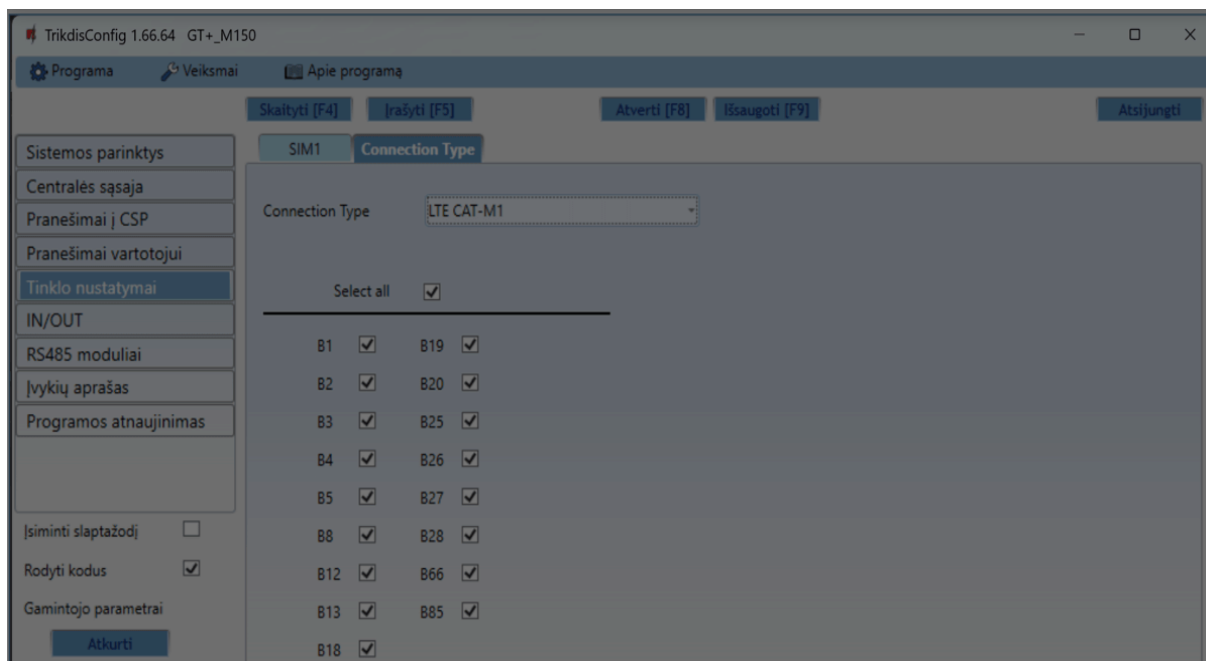 TrikdisConfig 1.66.64 GT+_M150
Programa Veiksmai Apie programą
Skaityti [F4] Įrašyti [F5] Atverti [F8] Išsaugoti [F9] Atsijungti
Sistemos parinktys
Centralės sąsaja
Pranešimai į CSP
Pranešimai vartotojui
Tinklo nustatymai
IN/OUT
RS485 moduliai
Įvykių aprašas
Programos atnaujinimas
Įsiminti slaptažodį
Rodyti kodus
Gamintojo parametrai
Atkurti
SIM1 Connection Type
Connection Type LTE CAT-M1
Select all
B1 B19
B2 B20
B3 B25
B4 B26
B5 B27
B8 B28
B12 B66
B13 B85
B18